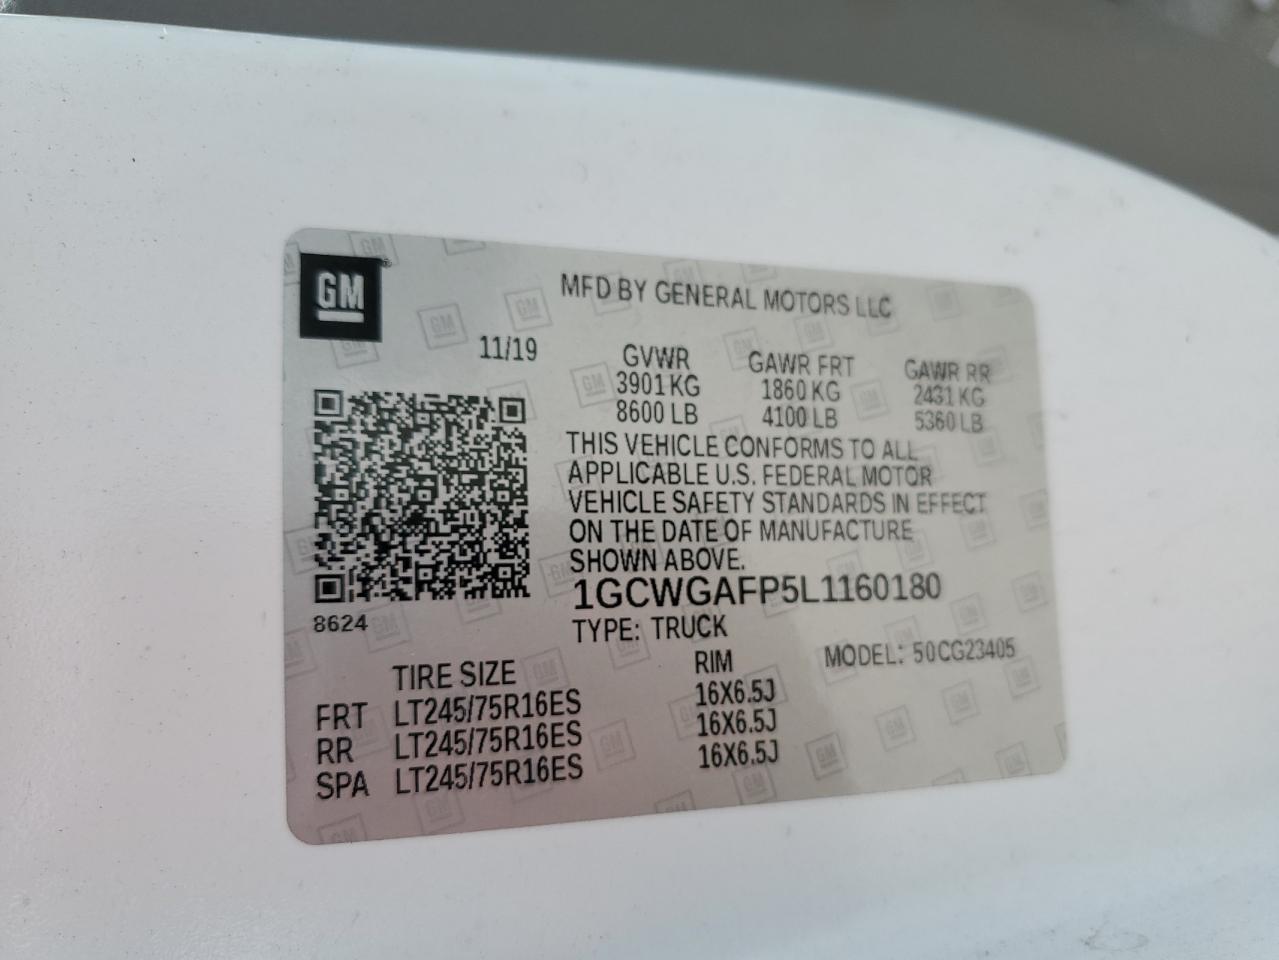 GM
MFD BY GENERAL MOTORS LLC
11/19
GVWR GAWR FRT GAWR RR
3901KG 1860 KG 2431 KG
8600 LB 4100 LB 5360 LB
THIS VEHICLE CONFORMS TO ALL
APPLICABLE U.S. FEDERAL MOTOR
VEHICLE SAFETY STANDARDS IN EFFECT
ON THE DATE OF MANUFACTURE
SHOWN ABOVE.
1GCWGAFP5L1160180
8624
TYPE: TRUCK
MODEL: 50CG23405
TIRE SIZE RIM
FRT LT245/75R16ES 16X6.5J
RR LT245/75R16ES 16X6.5J
SPA LT245/75R16ES 16X6.5J